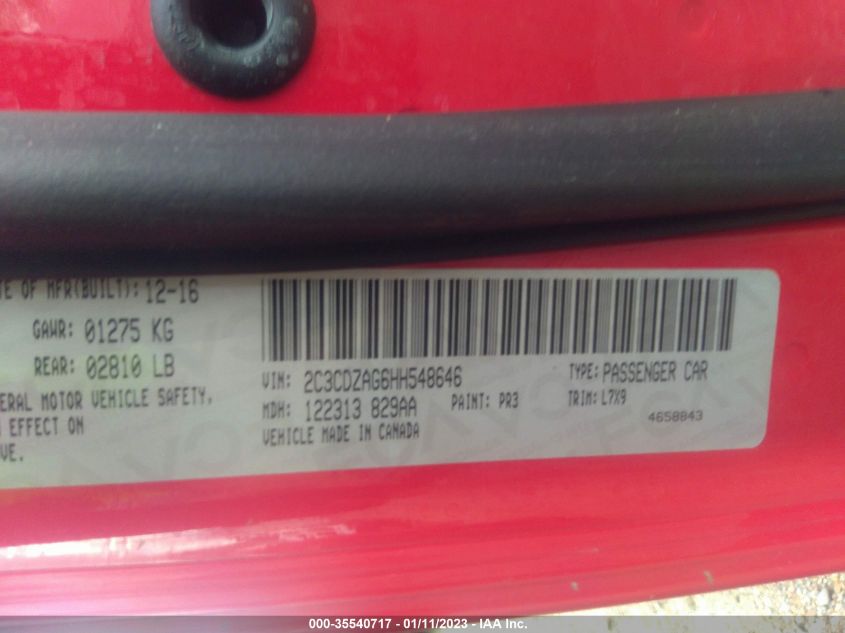 TE OF MFR(BUILT): 12-16
GAWR: 01275 KG
REAR: 02810 LB
ERAL MOTOR VEHICLE SAFETY,
EFFECT ON
VE.
VIN: 2C3CDZAG6HH548646
TYPE: PASSENGER CAR
MDH: 122313 829AA
PAINT: PR3
TRIM: L7X9
VEHICLE MADE IN CANADA
4658843
000-35540717 - 01/11/2023 - IAA Inc.